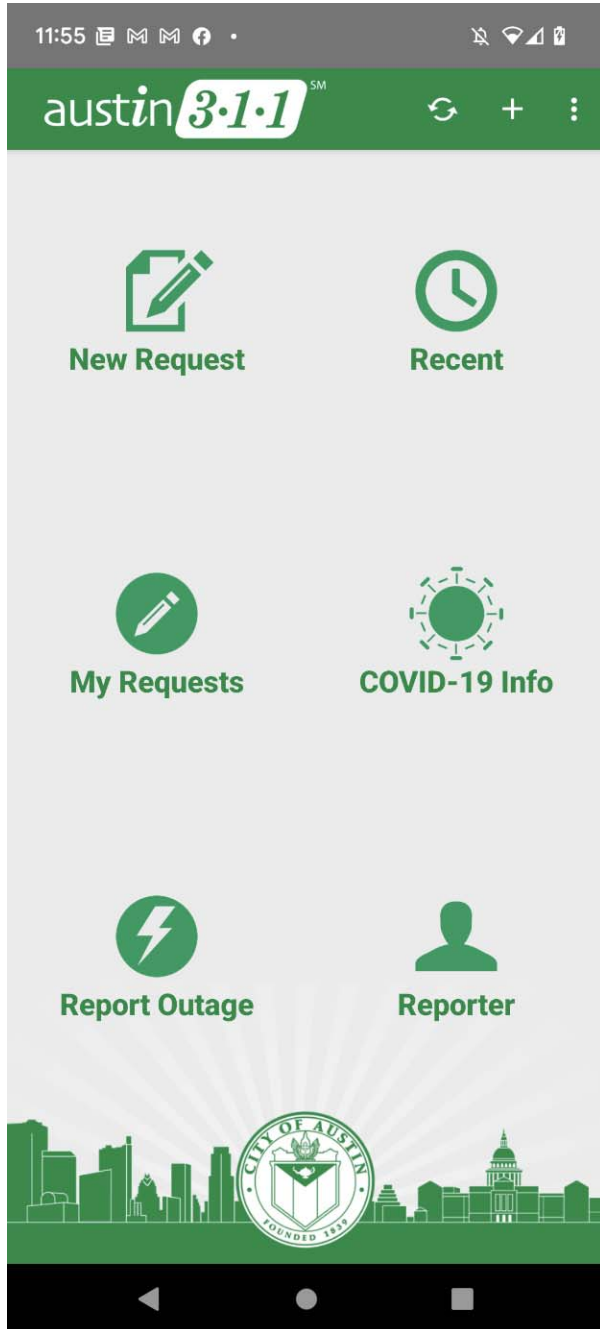 11:55
austin 3·1·1 SM
New Request
Recent
My Requests
COVID-19 Info
Report Outage
Reporter
CITY OF AUSTIN
FOUNDED 1839